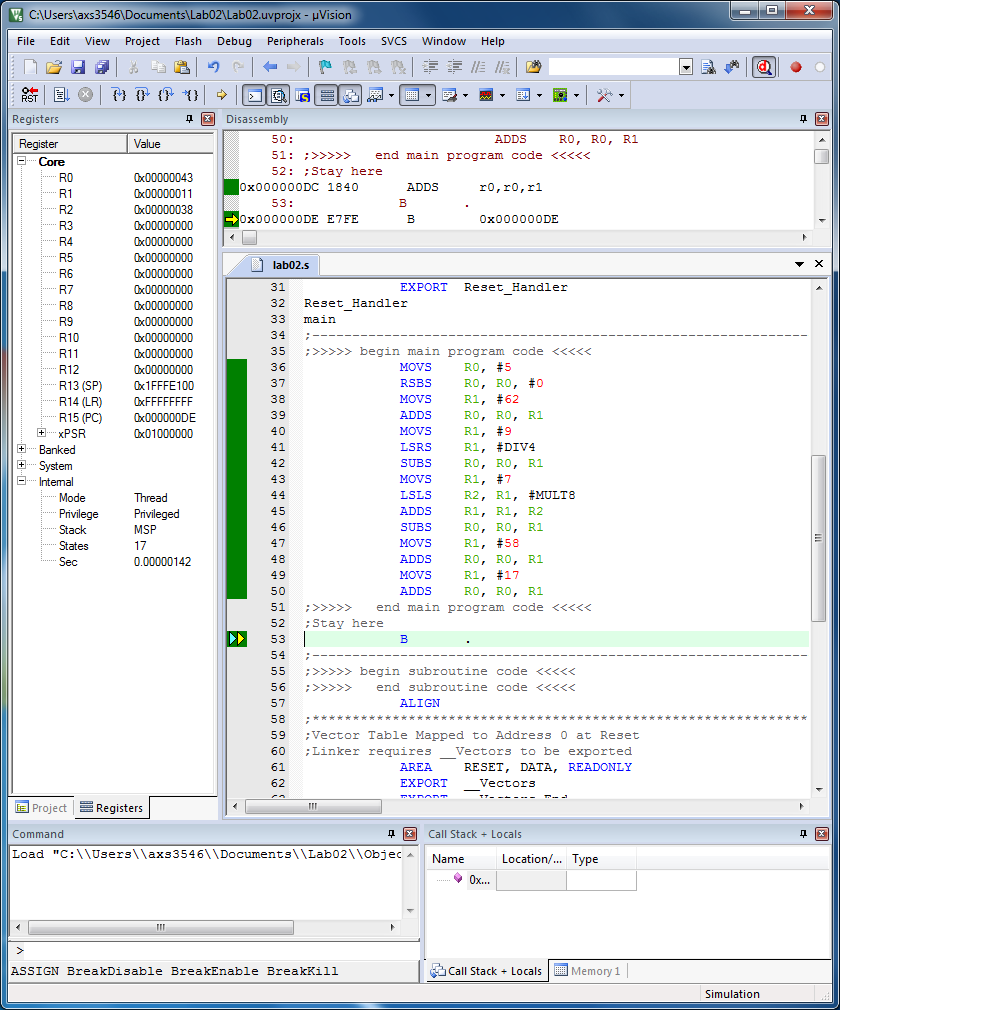 C:\Users\axs3546\Documents\Lab02\Lab02.uvprojx - µVision
File Edit View Project Flash Debug Peripherals Tools SVCS Window Help
RST
Registers
Register Value
Core
R0 0x00000043
R1 0x00000011
R2 0x00000038
R3 0x00000000
R4 0x00000000
R5 0x00000000
R6 0x00000000
R7 0x00000000
R8 0x00000000
R9 0x00000000
R10 0x00000000
R11 0x00000000
R12 0x00000000
R13 (SP) 0x1FFFE100
R14 (LR) 0xFFFFFFFF
R15 (PC) 0x000000DE
xPSR 0x01000000
Banked
System
Internal
Mode Thread
Privilege Privileged
Stack MSP
States 17
Sec 0.00000142
Project Registers
Disassembly
50: ADDS R0, R0, R1
51: ;>>>>> end main program code <<<<<
52: ;Stay here
0x000000DC 1840 ADDS r0,r0,r1
53: B .
0x000000DE E7FE B 0x000000DE
lab02.s
31 EXPORT Reset_Handler
32 Reset_Handler
33 main
34 ;---------------------------------------------------------------
35 ;>>>>> begin main program code <<<<<
36 MOVS R0, #5
37 RSBS R0, R0, #0
38 MOVS R1, #62
39 ADDS R0, R0, R1
40 MOVS R1, #9
41 LSRS R1, #DIV4
42 SUBS R0, R0, R1
43 MOVS R1, #7
44 LSLS R2, R1, #MULT8
45 ADDS R1, R1, R2
46 SUBS R0, R0, R1
47 MOVS R1, #58
48 ADDS R0, R0, R1
49 MOVS R1, #17
50 ADDS R0, R0, R1
51 ;>>>>> end main program code <<<<<
52 ;Stay here
53 B .
54 ;---------------------------------------------------------------
55 ;>>>>> begin subroutine code <<<<<
56 ;>>>>> end subroutine code <<<<<
57 ALIGN
58 ;**************************************************************
59 ;Vector Table Mapped to Address 0 at Reset
60 ;Linker requires __Vectors to be exported
61 AREA RESET, DATA, READONLY
62 EXPORT __Vectors
Command
Load "C:\\Users\\axs3546\\Documents\\Lab02\\Objec
>
ASSIGN BreakDisable BreakEnable BreakKill
Call Stack + Locals
Name Location/... Type
0x...
Call Stack + Locals Memory 1
Simulation